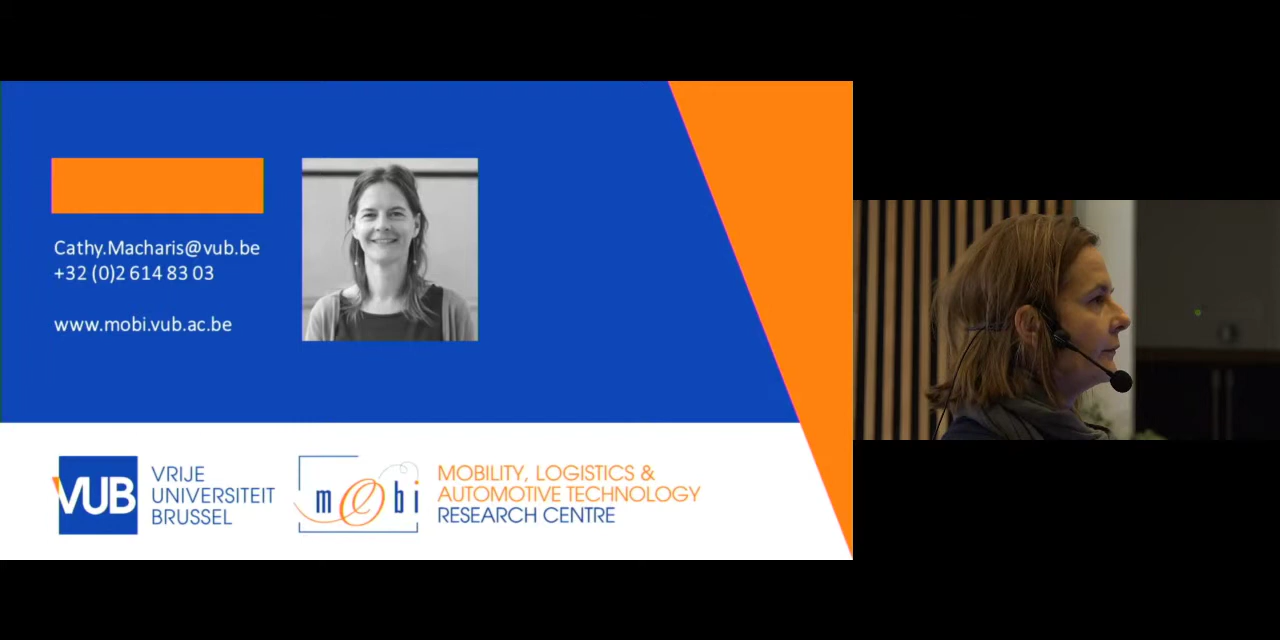 Cathy.Macharis@vub.be
+32 (0)2 614 83 03
www.mobi.vub.ac.be
VUB
VRIJE
UNIVERSITEIT
BRUSSEL
mObi
MOBILITY, LOGISTICS &
AUTOMOTIVE TECHNOLOGY
RESEARCH CENTRE